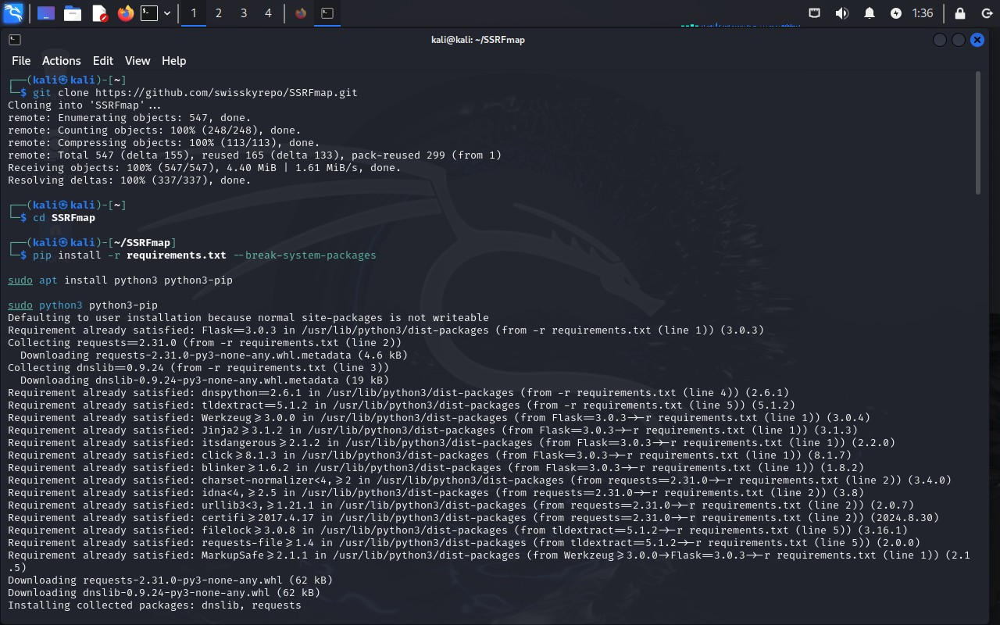 1 2 3 4
1:36
kali@kali: ~/SSRFmap
File Actions Edit View Help
┌──(kali㉿kali)-[~]
└─$ git clone https://github.com/swisskyrepo/SSRFmap.git
Cloning into 'SSRFmap'...
remote: Enumerating objects: 547, done.
remote: Counting objects: 100% (248/248), done.
remote: Compressing objects: 100% (113/113), done.
remote: Total 547 (delta 155), reused 165 (delta 133), pack-reused 299 (from 1)
Receiving objects: 100% (547/547), 4.40 MiB | 1.61 MiB/s, done.
Resolving deltas: 100% (337/337), done.
┌──(kali㉿kali)-[~]
└─$ cd SSRFmap
┌──(kali㉿kali)-[~/SSRFmap]
└─$ pip install -r requirements.txt --break-system-packages
sudo apt install python3 python3-pip
sudo python3 python3-pip
Defaulting to user installation because normal site-packages is not writeable
Requirement already satisfied: Flask==3.0.3 in /usr/lib/python3/dist-packages (from -r requirements.txt (line 1)) (3.0.3)
Collecting requests==2.31.0 (from -r requirements.txt (line 2))
  Downloading requests-2.31.0-py3-none-any.whl.metadata (4.6 kB)
Collecting dnslib==0.9.24 (from -r requirements.txt (line 3))
  Downloading dnslib-0.9.24-py3-none-any.whl.metadata (19 kB)
Requirement already satisfied: dnspython==2.6.1 in /usr/lib/python3/dist-packages (from -r requirements.txt (line 4)) (2.6.1)
Requirement already satisfied: tldextract==5.1.2 in /usr/lib/python3/dist-packages (from -r requirements.txt (line 5)) (5.1.2)
Requirement already satisfied: Werkzeug>=3.0.0 in /usr/lib/python3/dist-packages (from Flask==3.0.3->-r requirements.txt (line 1)) (3.0.4)
Requirement already satisfied: Jinja2>=3.1.2 in /usr/lib/python3/dist-packages (from Flask==3.0.3->-r requirements.txt (line 1)) (3.1.3)
Requirement already satisfied: itsdangerous>=2.1.2 in /usr/lib/python3/dist-packages (from Flask==3.0.3->-r requirements.txt (line 1)) (2.2.0)
Requirement already satisfied: click>=8.1.3 in /usr/lib/python3/dist-packages (from Flask==3.0.3->-r requirements.txt (line 1)) (8.1.7)
Requirement already satisfied: blinker>=1.6.2 in /usr/lib/python3/dist-packages (from Flask==3.0.3->-r requirements.txt (line 1)) (1.8.2)
Requirement already satisfied: charset-normalizer<4,>=2 in /usr/lib/python3/dist-packages (from requests==2.31.0->-r requirements.txt (line 2)) (3.4.0)
Requirement already satisfied: idna<4,>=2.5 in /usr/lib/python3/dist-packages (from requests==2.31.0->-r requirements.txt (line 2)) (3.8)
Requirement already satisfied: urllib3<3,>=1.21.1 in /usr/lib/python3/dist-packages (from requests==2.31.0->-r requirements.txt (line 2)) (2.0.7)
Requirement already satisfied: certifi>=2017.4.17 in /usr/lib/python3/dist-packages (from requests==2.31.0->-r requirements.txt (line 2)) (2024.8.30)
Requirement already satisfied: filelock>=3.0.8 in /usr/lib/python3/dist-packages (from tldextract==5.1.2->-r requirements.txt (line 5)) (3.16.1)
Requirement already satisfied: requests-file>=1.4 in /usr/lib/python3/dist-packages (from tldextract==5.1.2->-r requirements.txt (line 5)) (2.0.0)
Requirement already satisfied: MarkupSafe>=2.1.1 in /usr/lib/python3/dist-packages (from Werkzeug>=3.0.0->Flask==3.0.3->-r requirements.txt (line 1)) (2.1
.5)
Downloading requests-2.31.0-py3-none-any.whl (62 kB)
Downloading dnslib-0.9.24-py3-none-any.whl (62 kB)
Installing collected packages: dnslib, requests